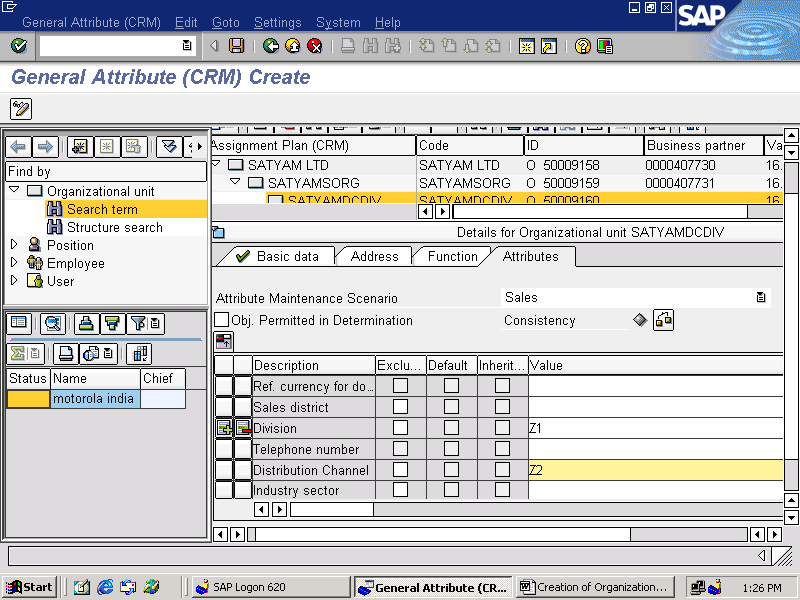 General Attribute (CRM) Edit Goto Settings System Help
SAP
General Attribute (CRM) Create
Find by
Organizational unit
Search term
Structure search
Position
Employee
User
Status Name Chief
motorola india
Assignment Plan (CRM) Code ID Business partner Va
SATYAM LTD SATYAM LTD O 50009158 0000407730 16.
SATYAMSORG SATYAMSORG O 50009159 0000407731 16.
SATYAMDCDIV SATYAMDCDIV O 50009160 16.
Details for Organizational unit SATYAMDCDIV
Basic data Address Function Attributes
Attribute Maintenance Scenario Sales
Obj. Permitted in Determination Consistency
Description Exclu... Default Inherit... Value
Ref. currency for do...
Sales district
Division Z1
Telephone number
Distribution Channel Z2
Industry sector
Start SAP Logon 620 General Attribute (CR... Creation of Organization... 1:26 PM